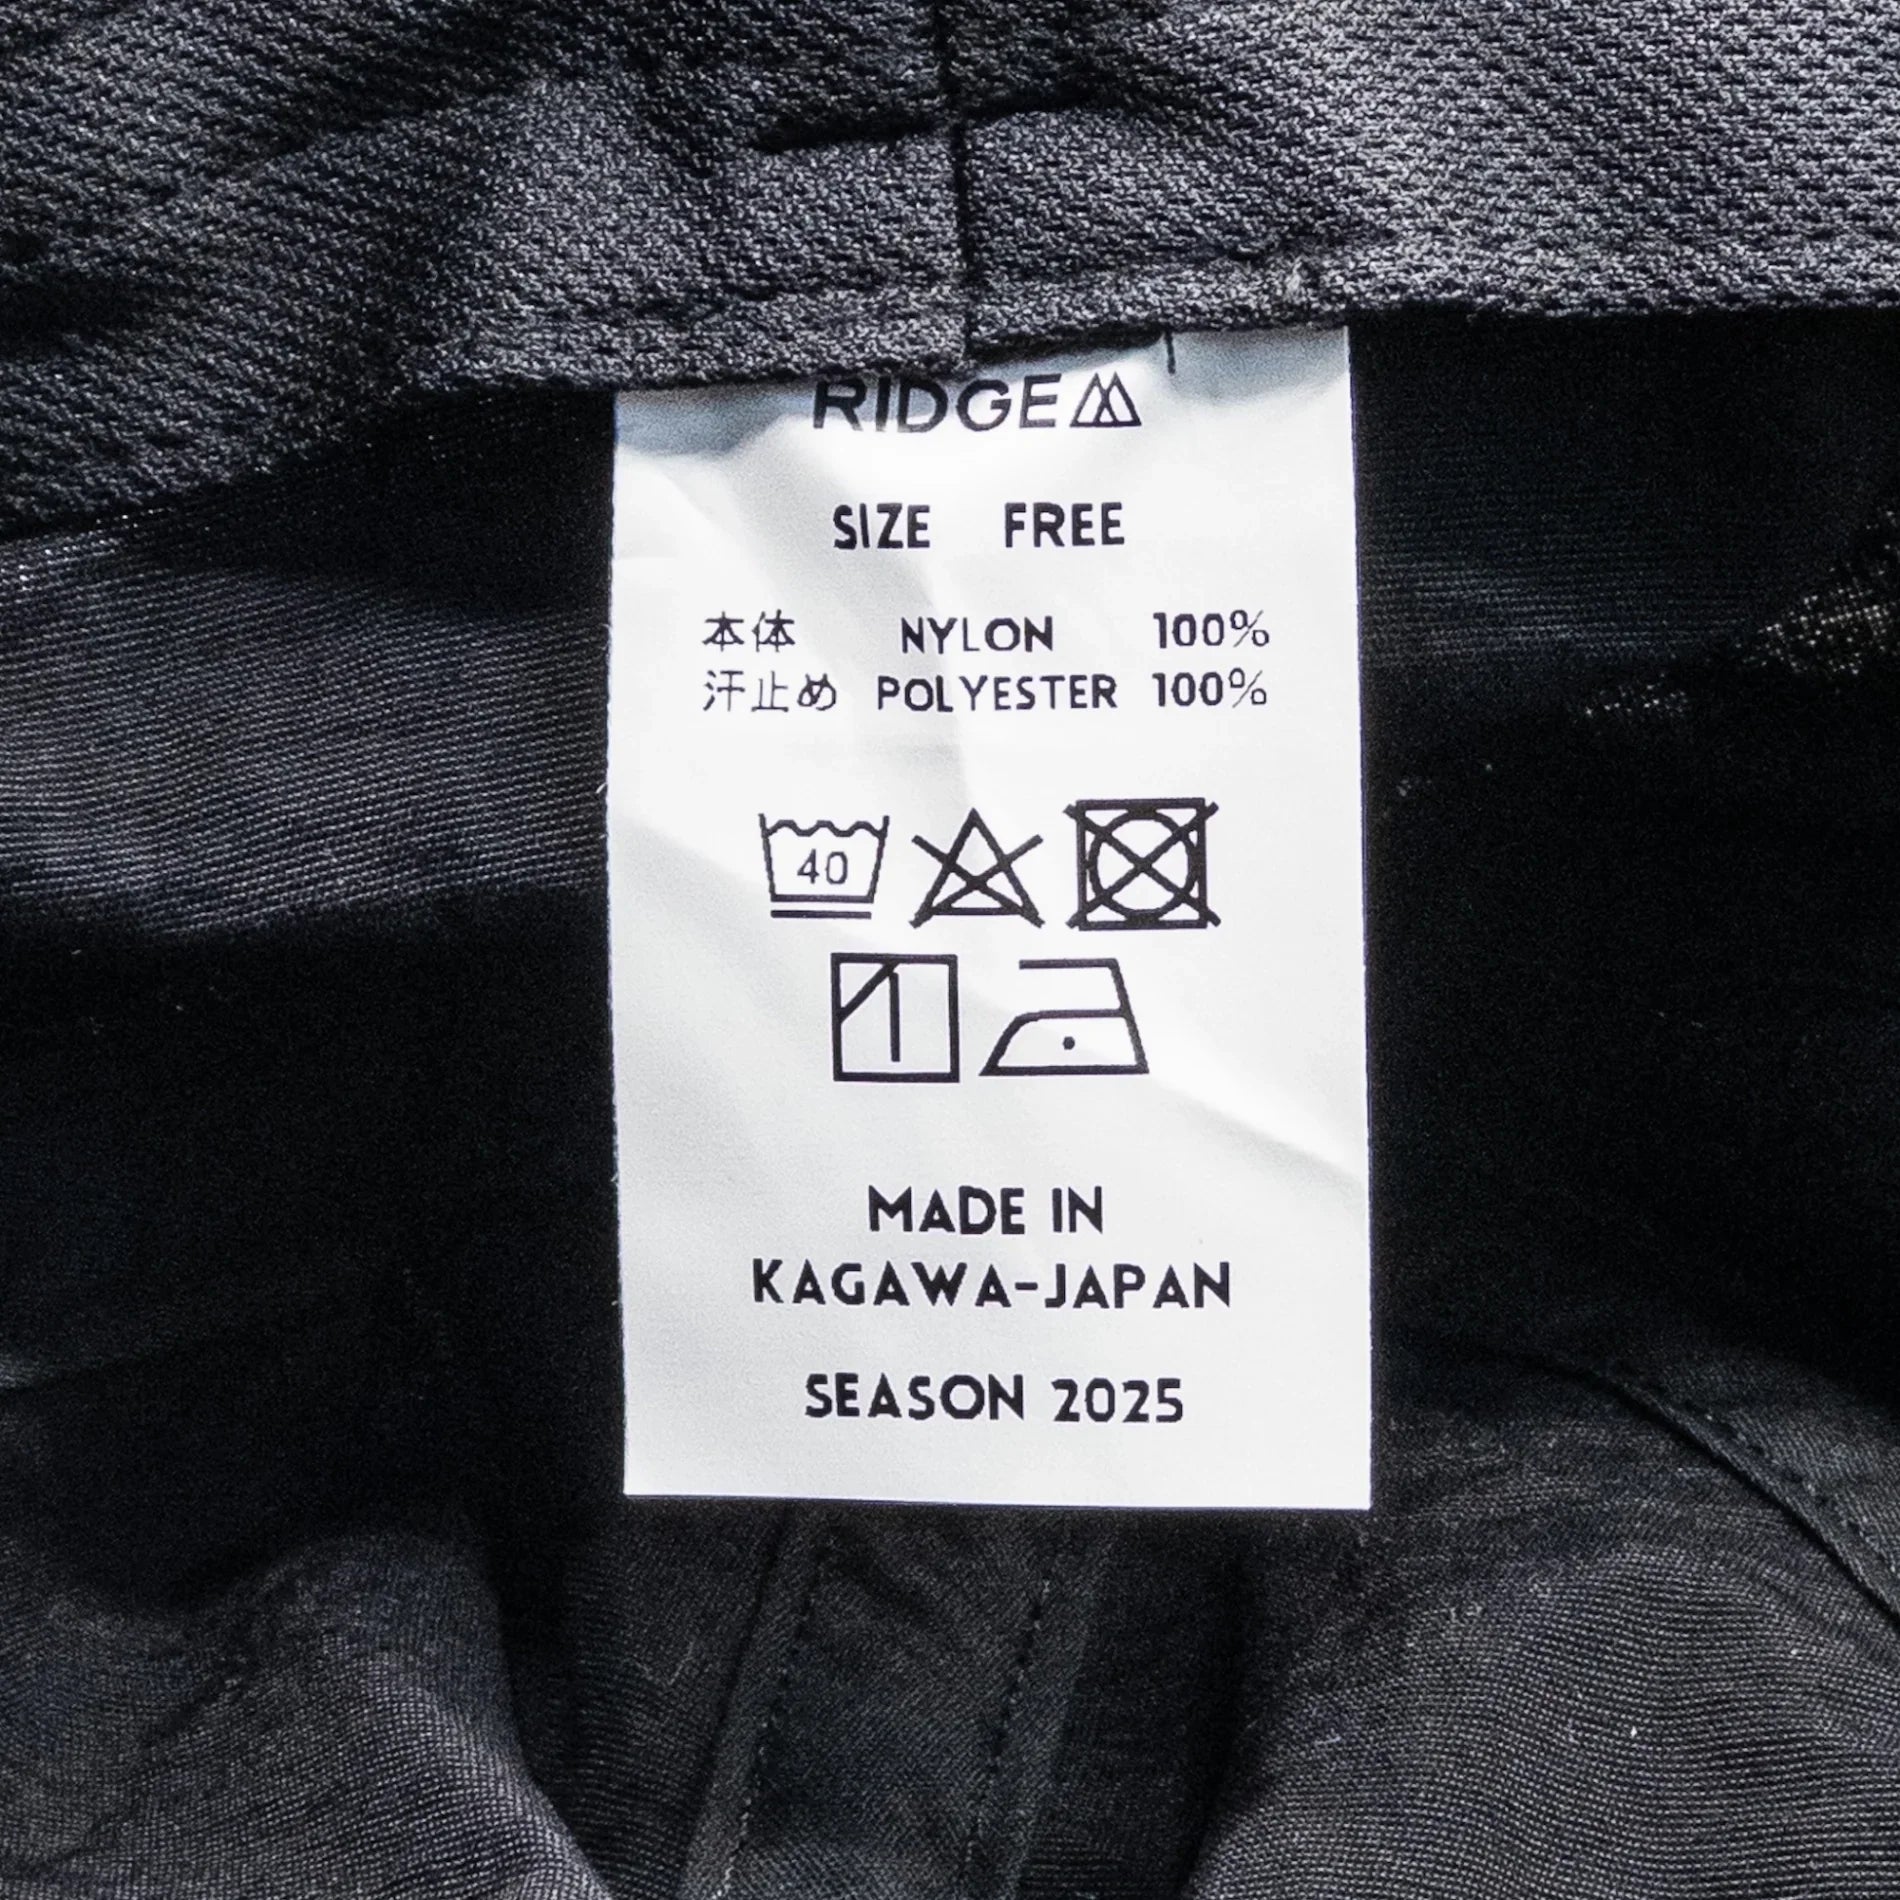 RIDGE
SIZE FREE
本体 NYLON 100%
汗止め POLYESTER 100%
40
MADE IN
KAGAWA-JAPAN
SEASON 2025